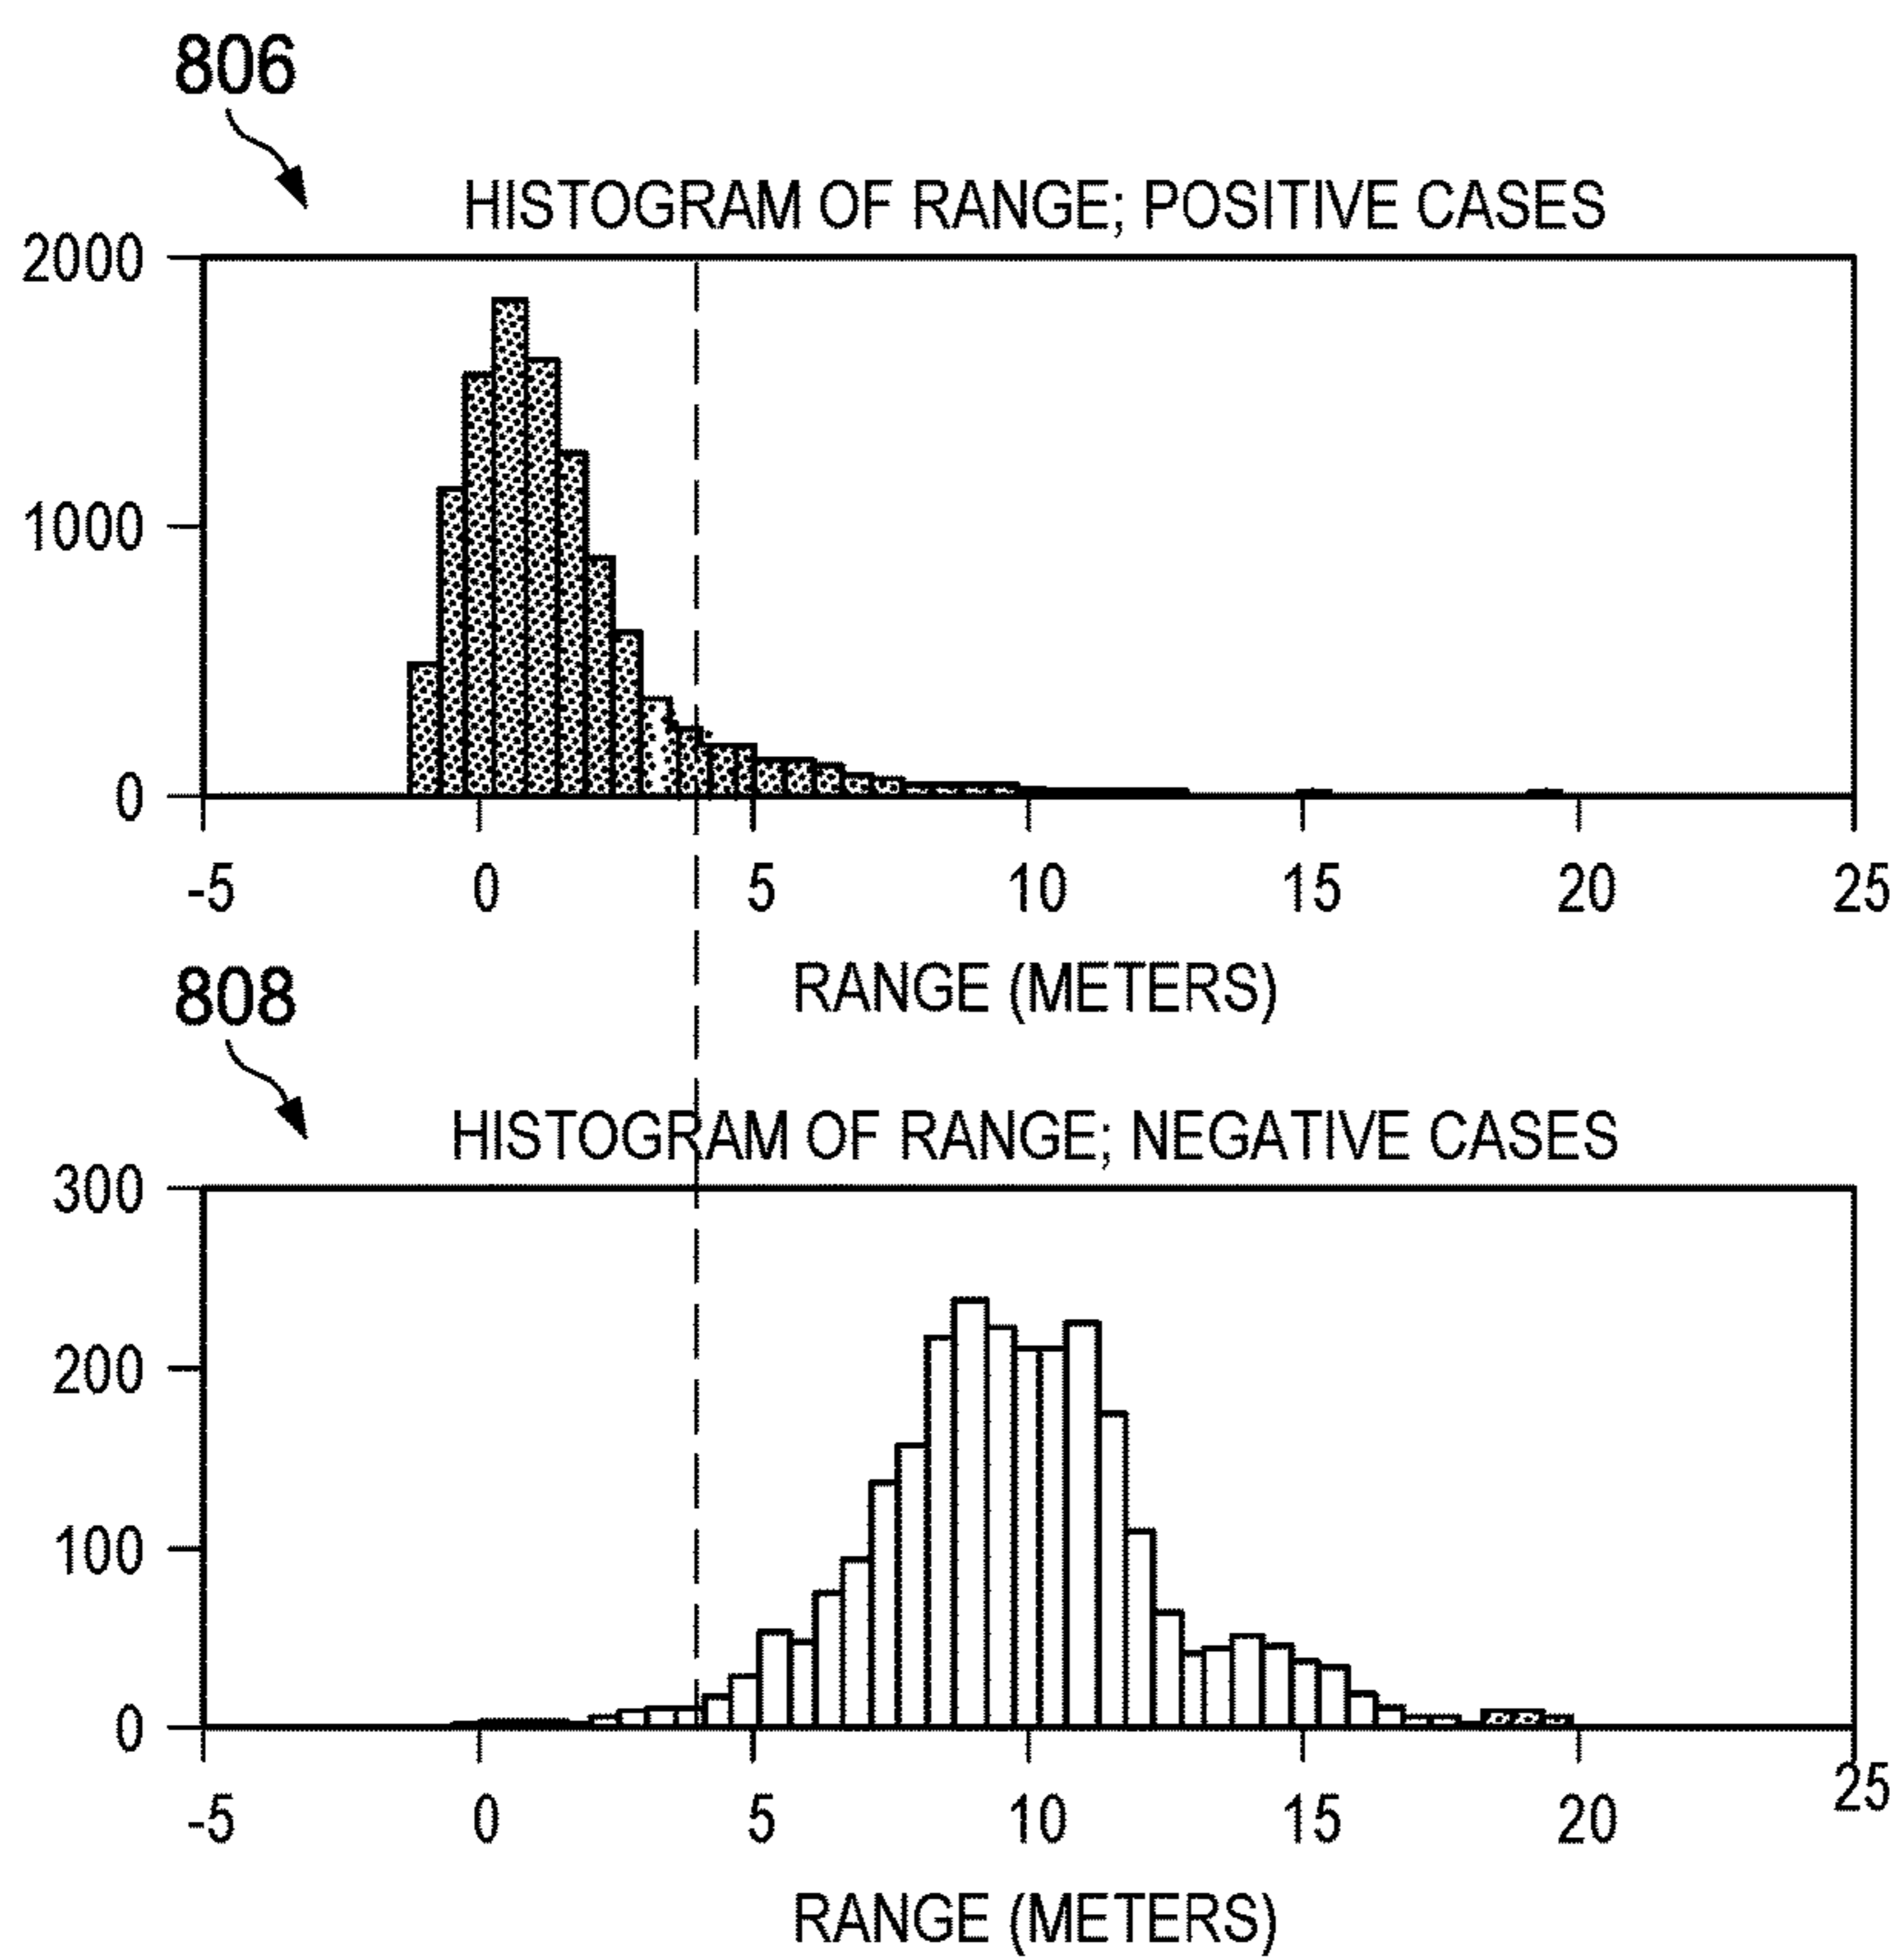 806
HISTOGRAM OF RANGE; POSITIVE CASES
2000
1000
0
-5 0 5 10 15 20 25
RANGE (METERS)
808
HISTOGRAM OF RANGE; NEGATIVE CASES
300
200
100
0
-5 0 5 10 15 20 25
RANGE (METERS)